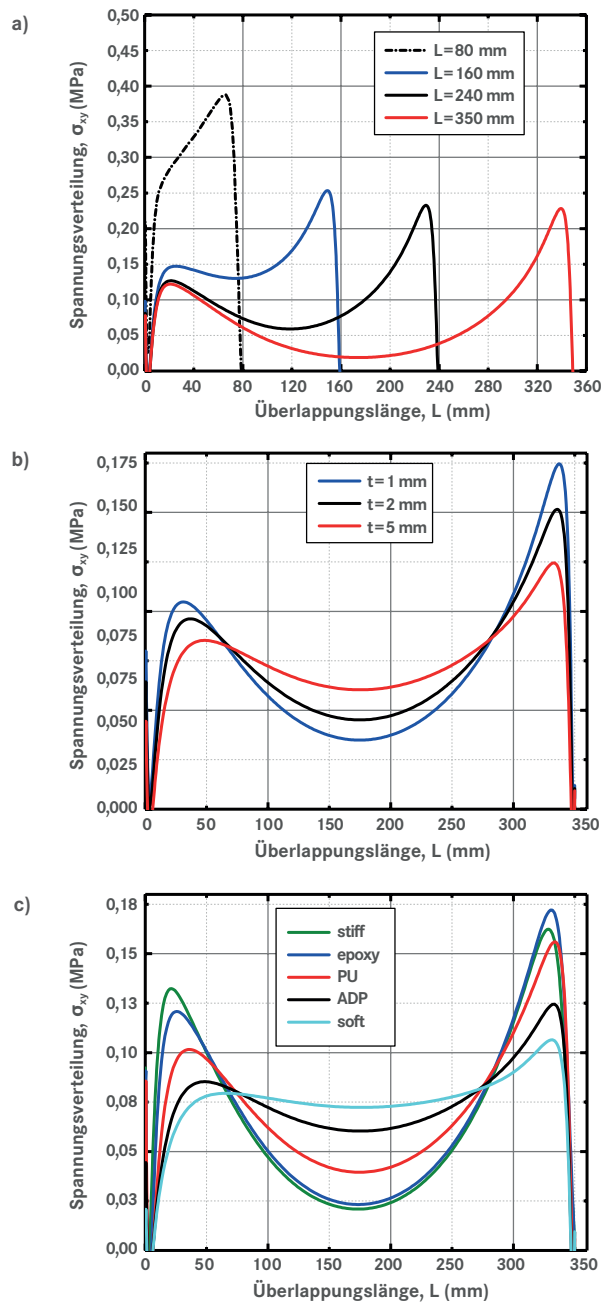 a)
Spannungsverteilung, σxy (MPa)
0,50
0,45
0,40
0,35
0,30
0,25
0,20
0,15
0,10
0,05
0,00
L=80 mm
L=160 mm
L=240 mm
L=350 mm
0 40 80 120 160 200 240 280 320 360
Überlappungslänge, L (mm)
b)
Spannungsverteilung, σxy (MPa)
0,175
0,150
0,125
0,100
0,075
0,050
0,025
0,000
t=1 mm
t=2 mm
t=5 mm
0 50 100 150 200 250 300 350
Überlappungslänge, L (mm)
c)
Spannungsverteilung, σxy (MPa)
0,18
0,15
0,13
0,10
0,08
0,05
0,03
0,00
stiff
epoxy
PU
ADP
soft
0 50 100 150 200 250 300 350
Überlappungslänge, L (mm)